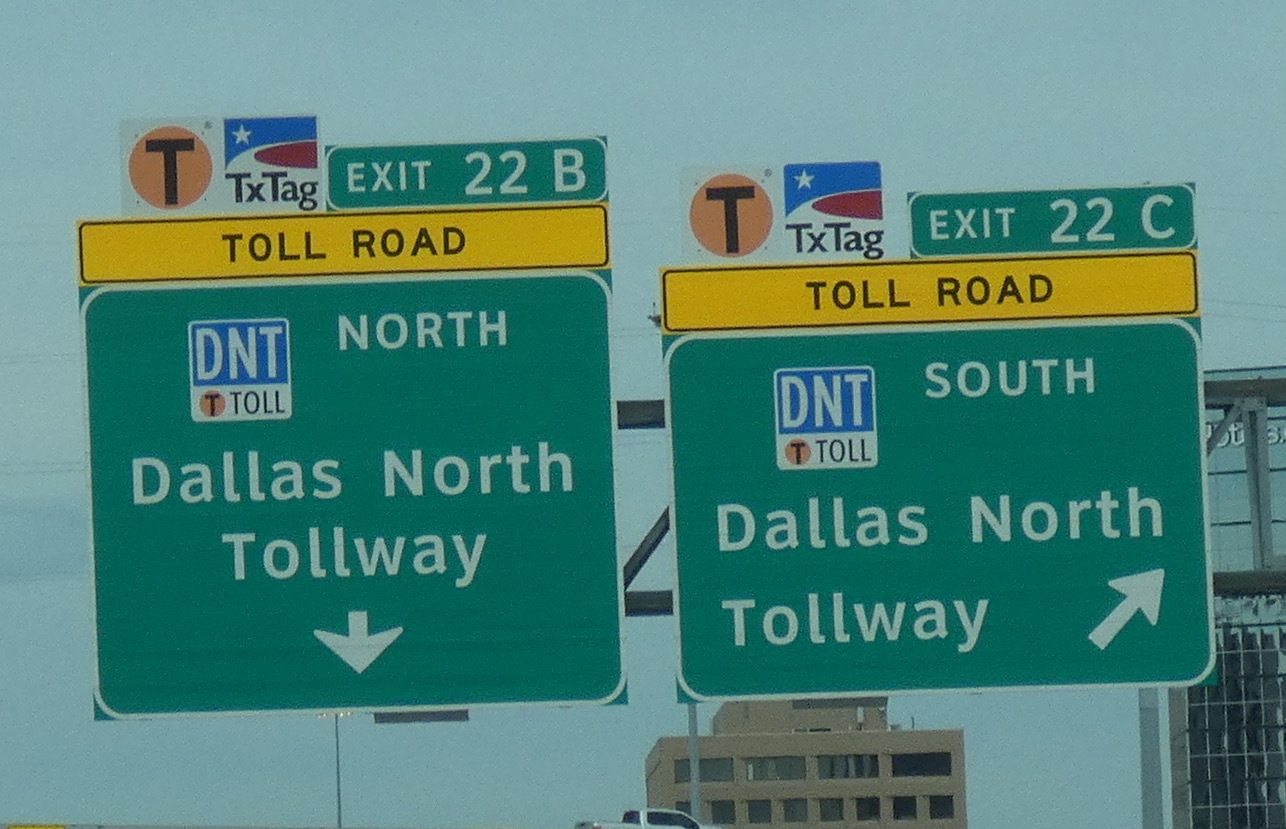 T TxTag EXIT 22 B
TOLL ROAD
DNT NORTH
T TOLL
Dallas North
Tollway
T TxTag EXIT 22 C
TOLL ROAD
DNT SOUTH
T TOLL
Dallas North
Tollway